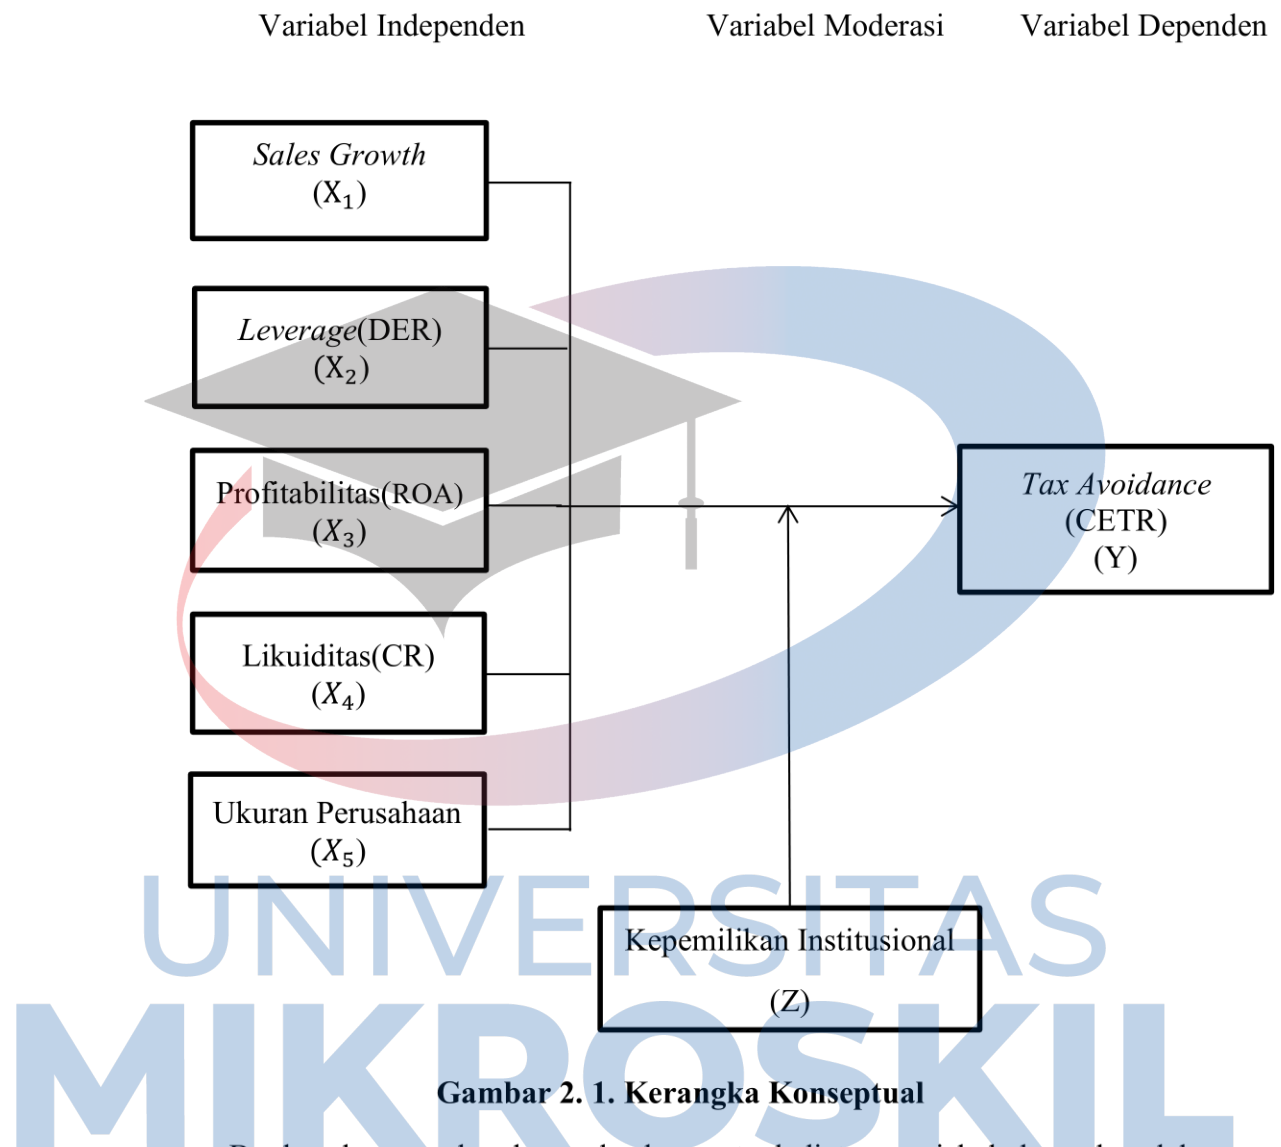 Variabel Independen Variabel Moderasi Variabel Dependen
Sales Growth
(X₁)
Leverage(DER)
(X₂)
Profitabilitas(ROA)
(X₃)
Likuiditas(CR)
(X₄)
Ukuran Perusahaan
(X₅)
Tax Avoidance
(CETR)
(Y)
Kepemilikan Institusional
(Z)
UNIVERSITAS
MIKROSKIL
Gambar 2. 1. Kerangka Konseptual